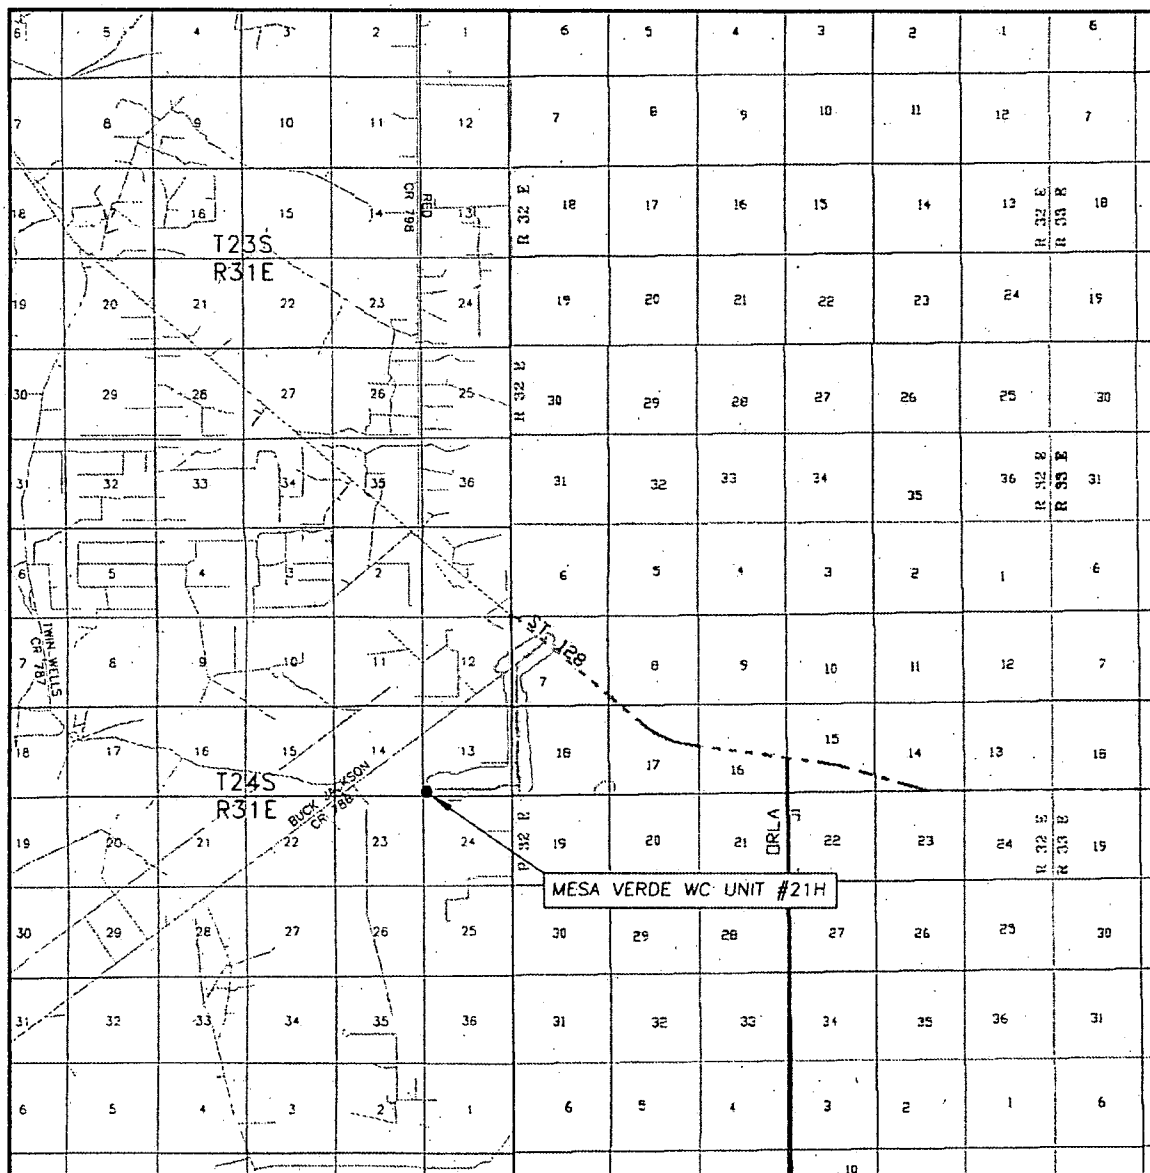 6 5 4 3 2 1 6 5 4 3 2 1 6
7 8 9 10 11 12 7 8 9 10 11 12 7
RED
CR 798
R 32 E
R 32 E
R 33 E
18 17 16 15 14 13 18 17 16 15 14 13 18
T23S
R31E
19 20 21 22 23 24 19 20 21 22 23 24 19
R 32 E
30 29 28 27 26 25 30 29 28 27 26 25 30
R 32 E
R 33 E
31 32 33 34 35 36 31 32 33 34 35 36 31
6 5 4 3 2 1 6 5 4 3 2 1 6
ST 128
TWIN WELLS
CR 787
7 8 9 10 11 12 7 8 9 10 11 12 7
18 17 16 15 14 13 18 17 16 15 14 13 18
T24S
R31E
BUCK JACKSON
CR 786
ORLA
R 32 E
R 32 E
R 33 E
19 20 21 22 23 24 19 20 21 22 23 24 19
MESA VERDE WC UNIT #21H
30 29 28 27 26 25 30 29 28 27 26 25 30
31 32 33 34 35 36 31 32 33 34 35 36 31
6 5 4 3 2 1 6 5 4 3 2 1 6
10